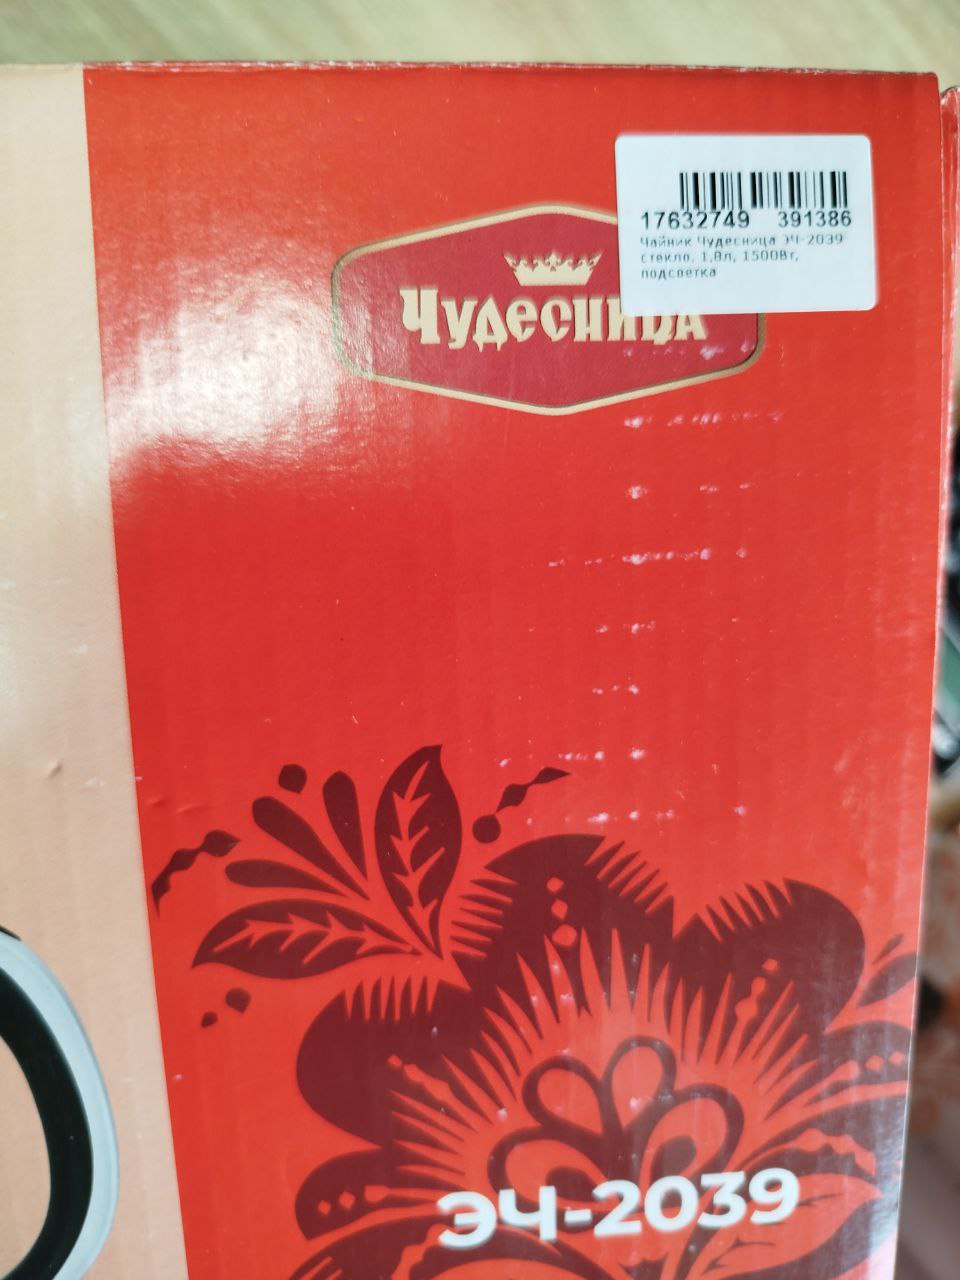 17632749 391386
Чайник Чудесница ЭЧ-2039
стекло, 1,8л, 1500Вт,
подсветка
Чудесница
ЭЧ-2039